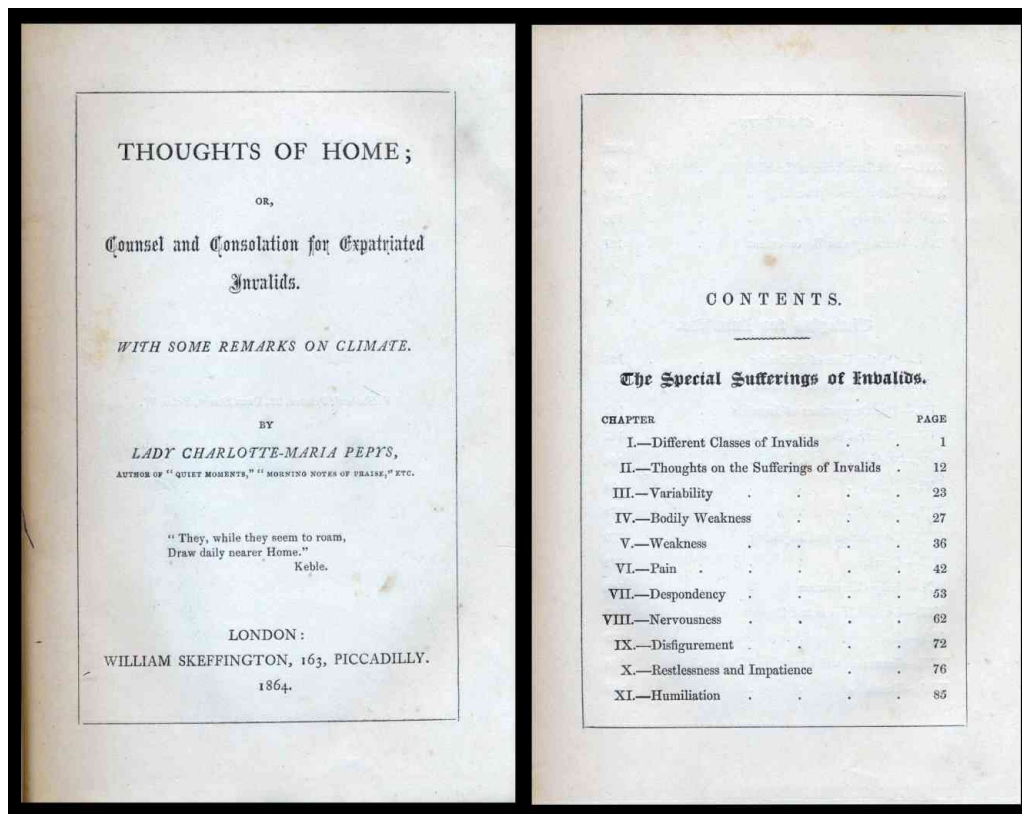 THOUGHTS OF HOME;
OR,
Counsel and Consolation for Expatriated
Invalids.
WITH SOME REMARKS ON CLIMATE.
BY
LADY CHARLOTTE-MARIA PEPYS,
AUTHOR OF "QUIET MOMENTS," "MORNING NOTES OF PRAISE," ETC.
"They, while they seem to roam,
Draw daily nearer Home."
Keble.
LONDON:
WILLIAM SKEFFINGTON, 163, PICCADILLY.
1864.
CONTENTS.
The Special Sufferings of Invalids.
CHAPTER PAGE
I.—Different Classes of Invalids . . 1
II.—Thoughts on the Sufferings of Invalids . 12
III.—Variability . . . . 23
IV.—Bodily Weakness . . . 27
V.—Weakness . . . . 36
VI.—Pain . . . . . 42
VII.—Despondency . . . . 53
VIII.—Nervousness . . . . 62
IX.—Disfigurement . . . . 72
X.—Restlessness and Impatience . . 76
XI.—Humiliation . . . . 85